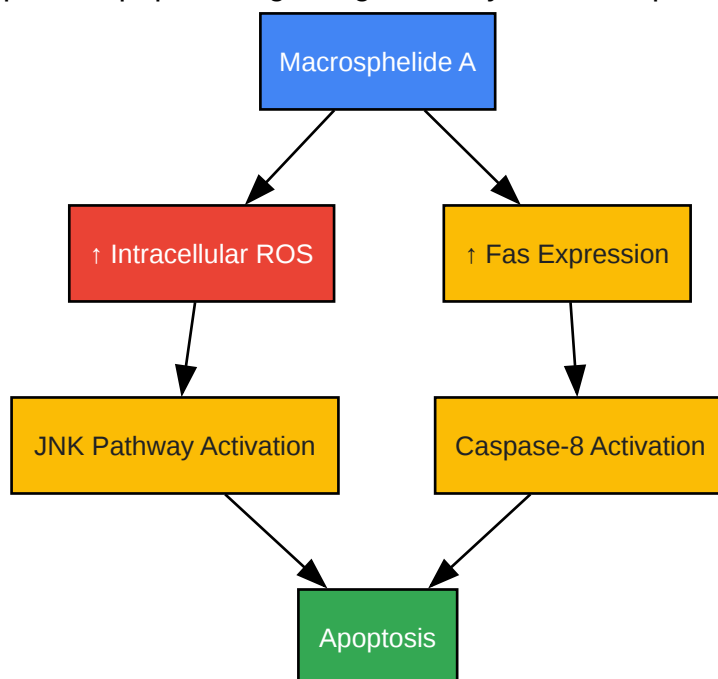 Macrosphelide A
↑ Intracellular ROS
↑ Fas Expression
JNK Pathway Activation
Caspase-8 Activation
Apoptosis